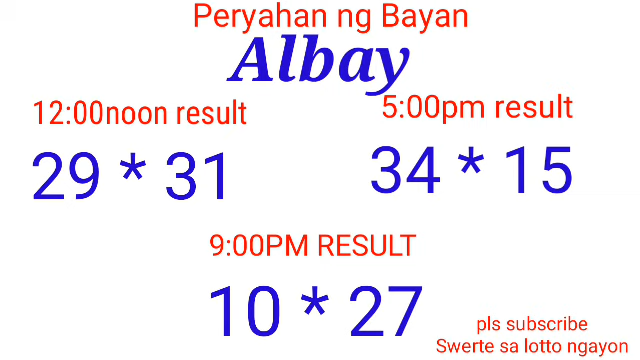 Peryahan ng Bayan
Albay
12:00noon result
29 * 31
5:00pm result
34 * 15
9:00PM RESULT
10 * 27
pls subscribe
Swerte sa lotto ngayon